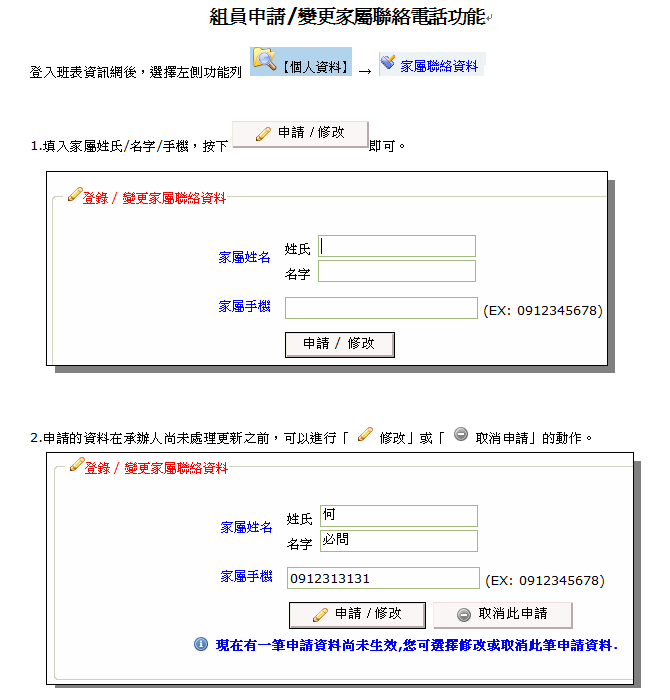 組員申請/變更家屬聯絡電話功能
登入班表資訊網後，選擇左側功能列 【個人資料】 → 家屬聯絡資料
1.填入家屬姓氏/名字/手機，按下 申請 / 修改 即可。
登錄 / 變更家屬聯絡資料
家屬姓名 姓氏
名字
家屬手機 (EX: 0912345678)
申請 / 修改
2.申請的資料在承辦人尚未處理更新之前，可以進行「 修改」或「 取消申請」的動作。
登錄 / 變更家屬聯絡資料
家屬姓名 姓氏 何
名字 必問
家屬手機 0912313131 (EX: 0912345678)
申請 / 修改 取消此申請
現在有一筆申請資料尚未生效,您可選擇修改或取消此筆申請資料.